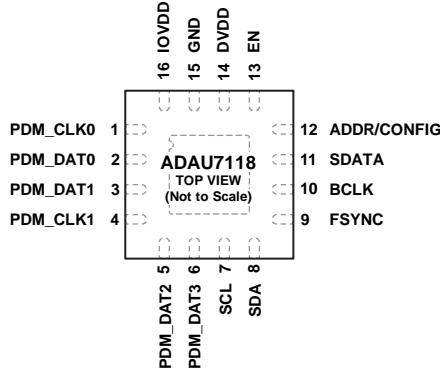 16 IOVDD
15 GND
14 DVDD
13 EN
PDM_CLK0 1
PDM_DAT0 2
PDM_DAT1 3
PDM_CLK1 4
ADAU7118
TOP VIEW
(Not to Scale)
12 ADDR/CONFIG
11 SDATA
10 BCLK
9 FSYNC
PDM_DAT2 5
PDM_DAT3 6
SCL 7
SDA 8